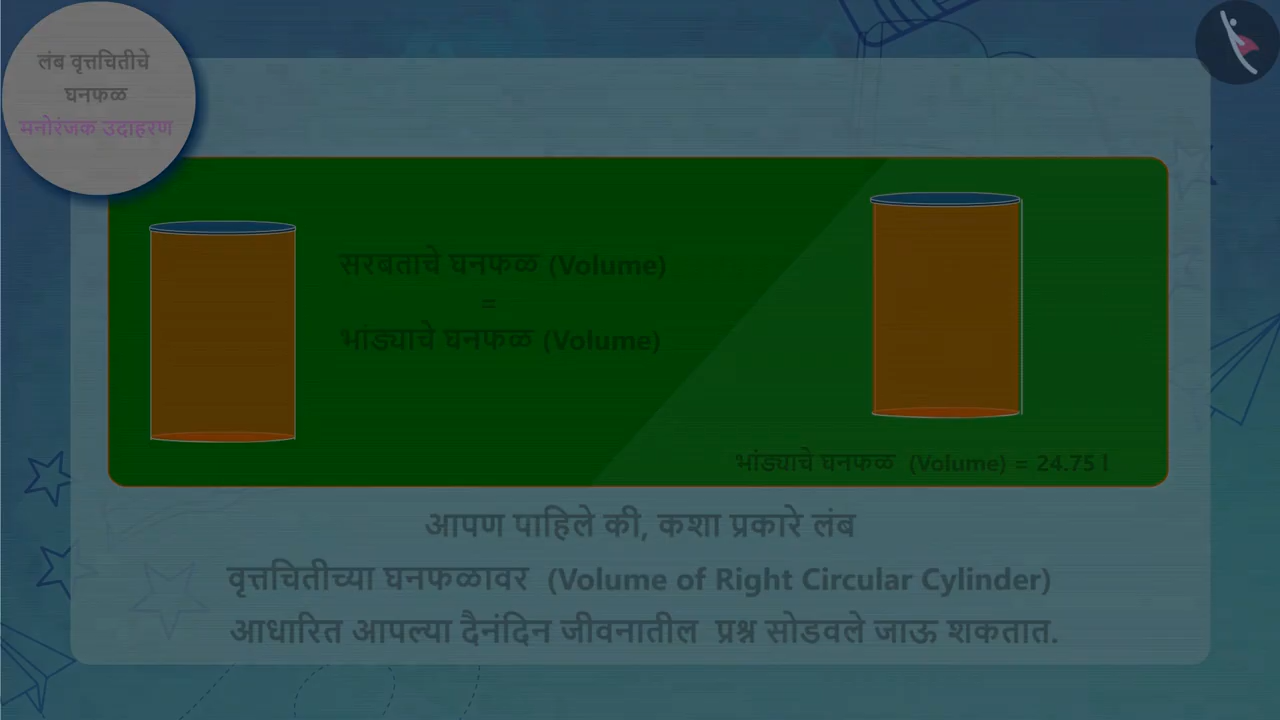 लंब वृत्तचितीचे
घनफळ
मनोरंजक उदाहरण
सरबताचे घनफळ (Volume)
=
भांड्याचे घनफळ (Volume)
भांड्याचे घनफळ (Volume) = 24.75 l
आपण पाहिले की, कशा प्रकारे लंब
वृत्तचितीच्या घनफळावर (Volume of Right Circular Cylinder)
आधारित आपल्या दैनंदिन जीवनातील प्रश्न सोडवले जाऊ शकतात.